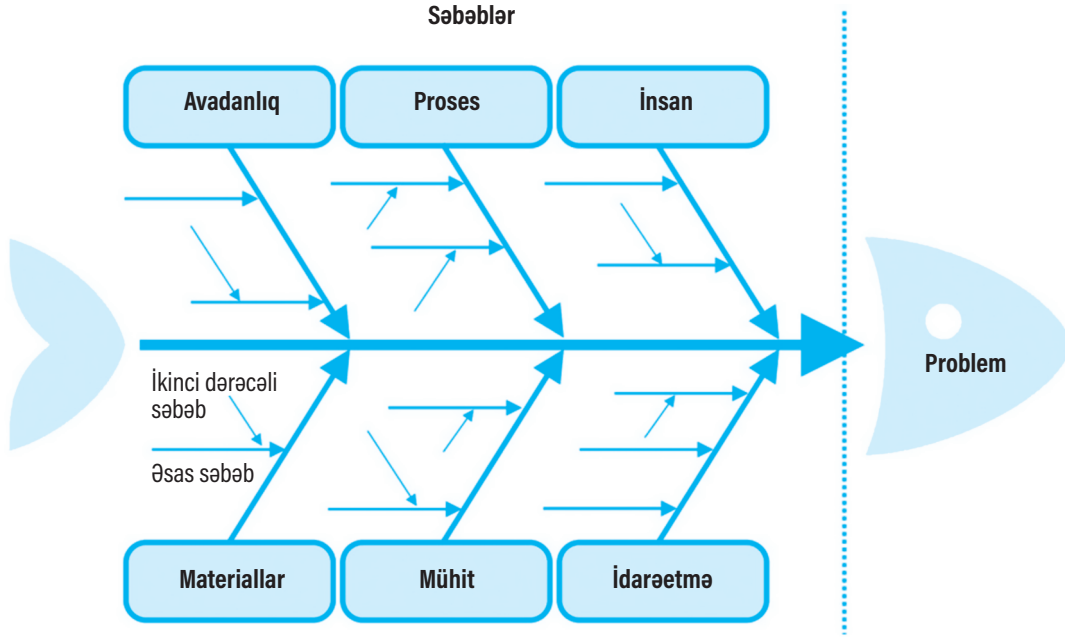 Səbəblər
Avadanlıq
Proses
İnsan
Problem
İkinci dərəcəli
səbəb
Əsas səbəb
Materiallar
Mühit
İdarəetmə